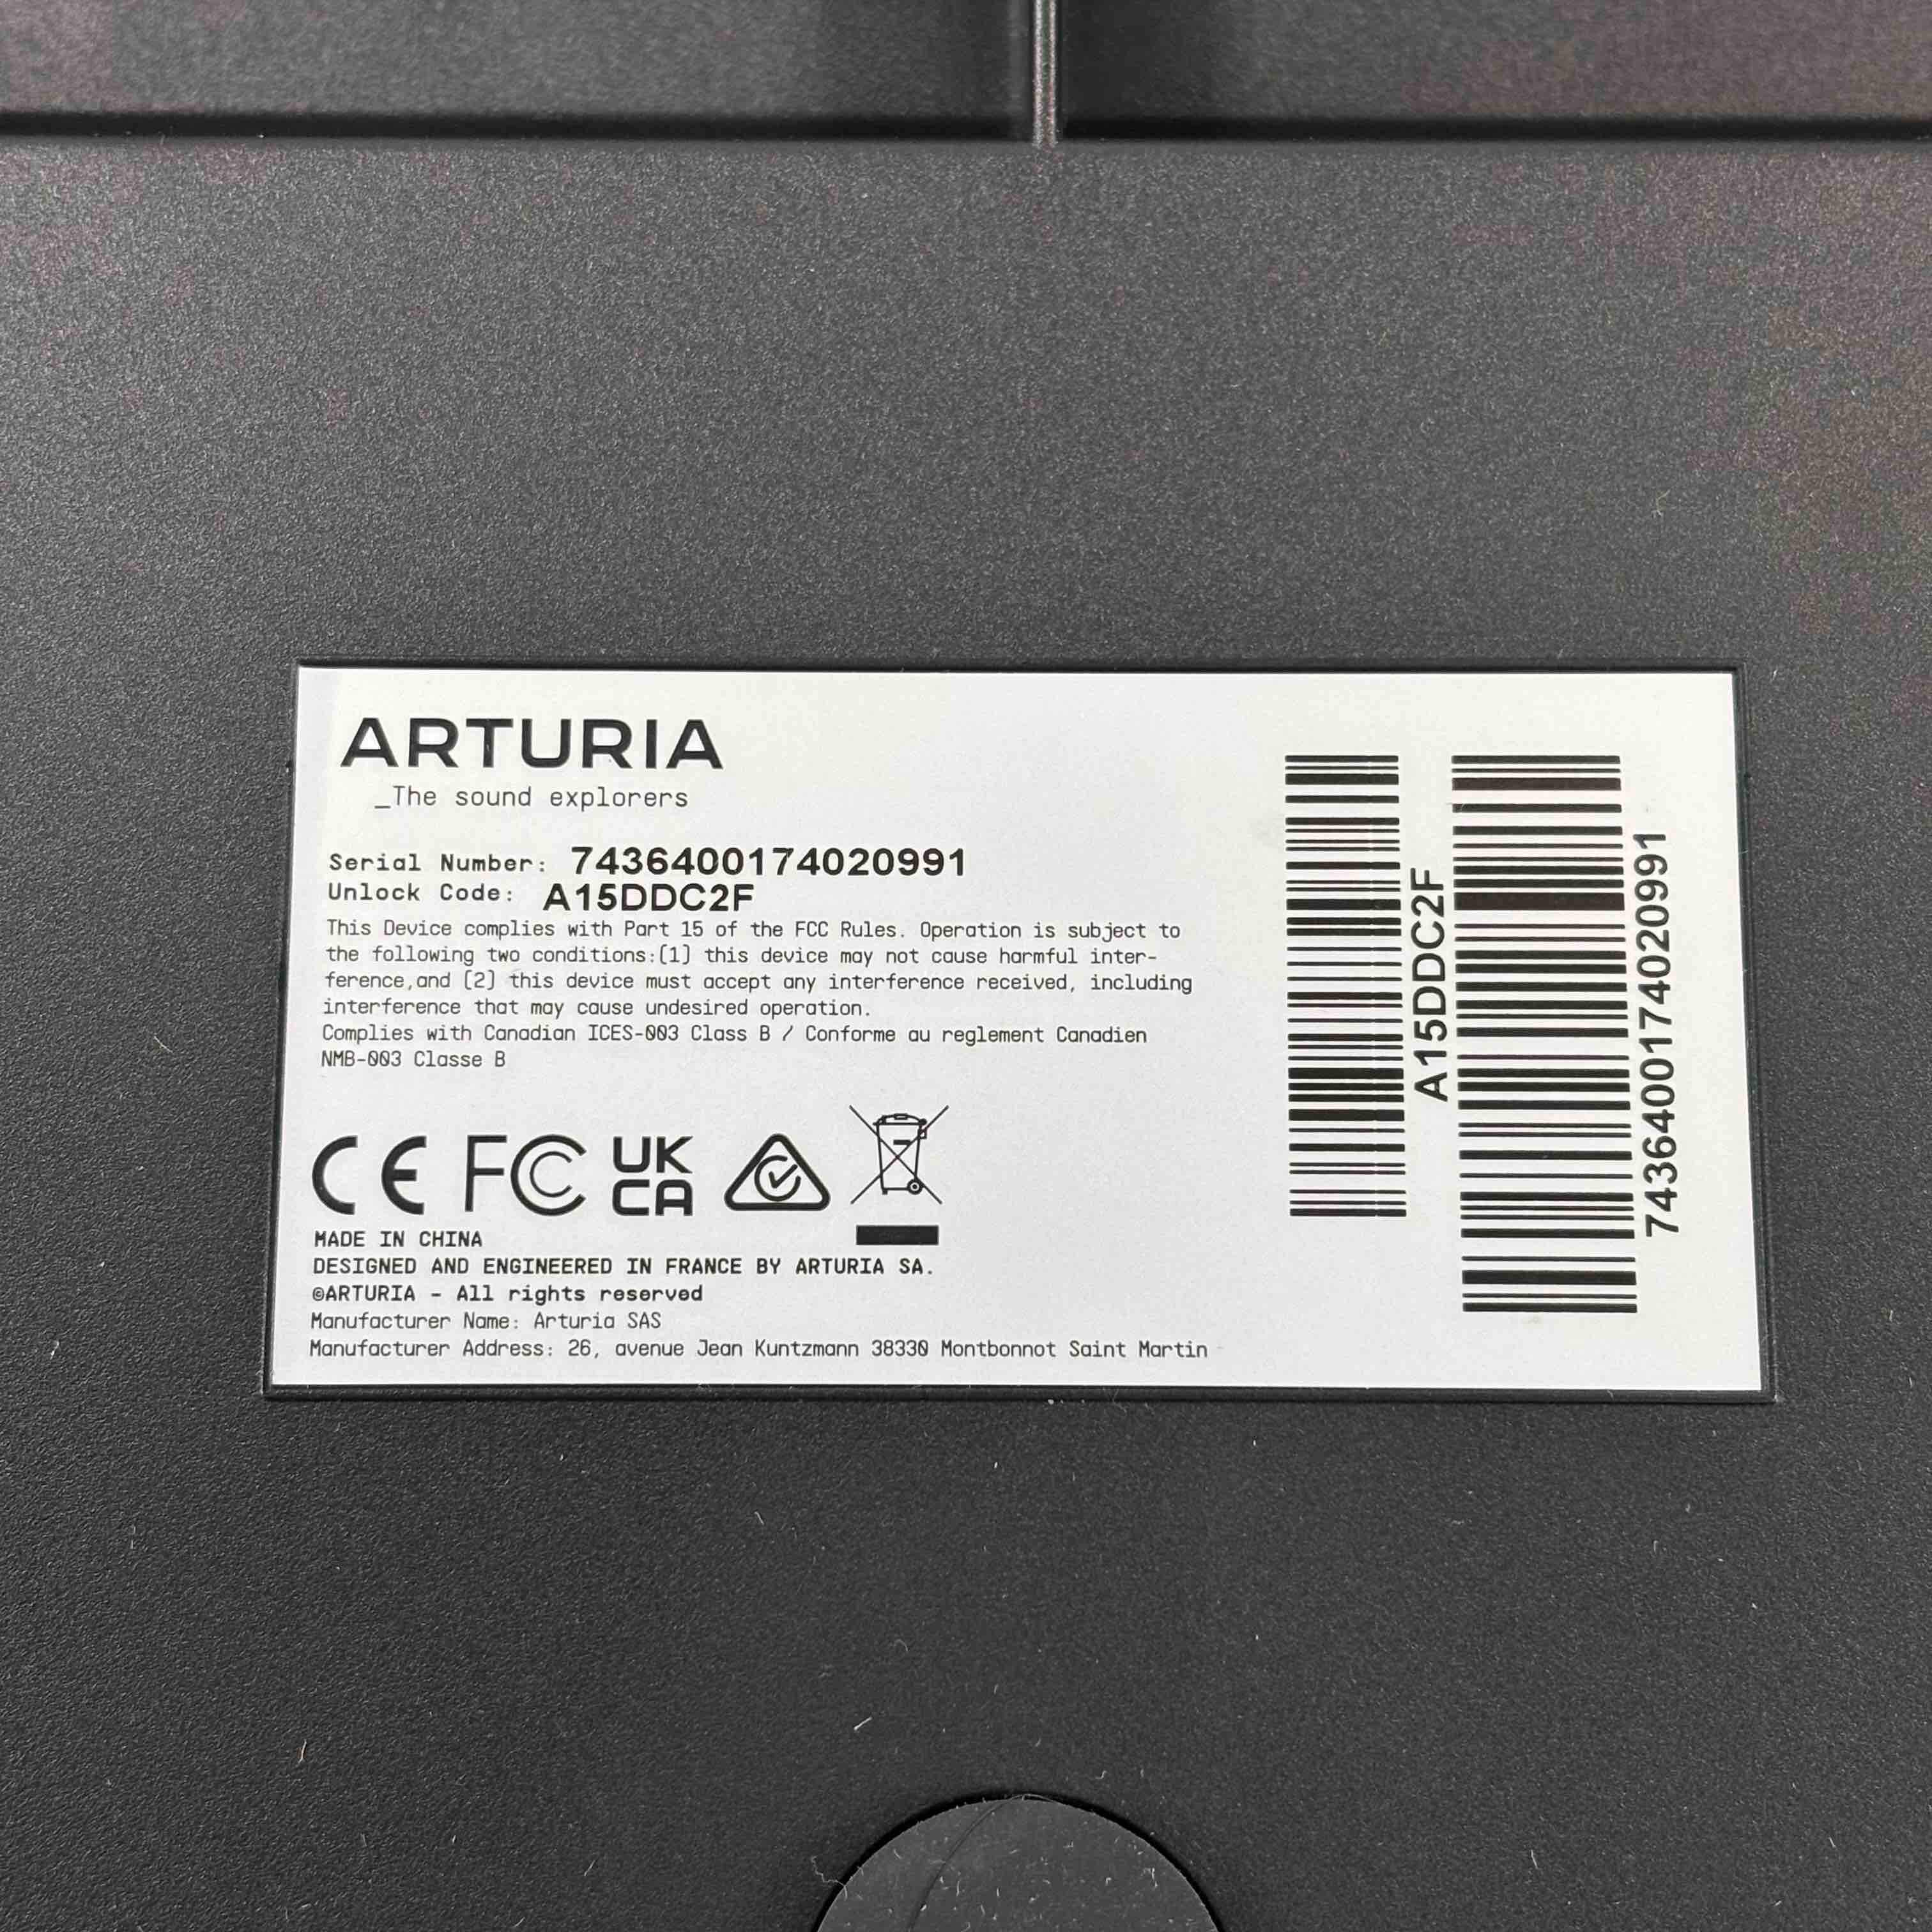 ARTURIA
_The sound explorers
Serial Number: 7436400174020991
Unlock Code: A15DDC2F
This Device complies with Part 15 of the FCC Rules. Operation is subject to
the following two conditions:(1) this device may not cause harmful inter-
ference,and (2) this device must accept any interference received, including
interference that may cause undesired operation.
Complies with Canadian ICES-003 Class B / Conforme au reglement Canadien
NMB-003 Classe B
CE FC UK
CA
MADE IN CHINA
DESIGNED AND ENGINEERED IN FRANCE BY ARTURIA SA.
©ARTURIA - All rights reserved
Manufacturer Name: Arturia SAS
Manufacturer Address: 26, avenue Jean Kuntzmann 38330 Montbonnot Saint Martin
A15DDC2F
7436400174020991